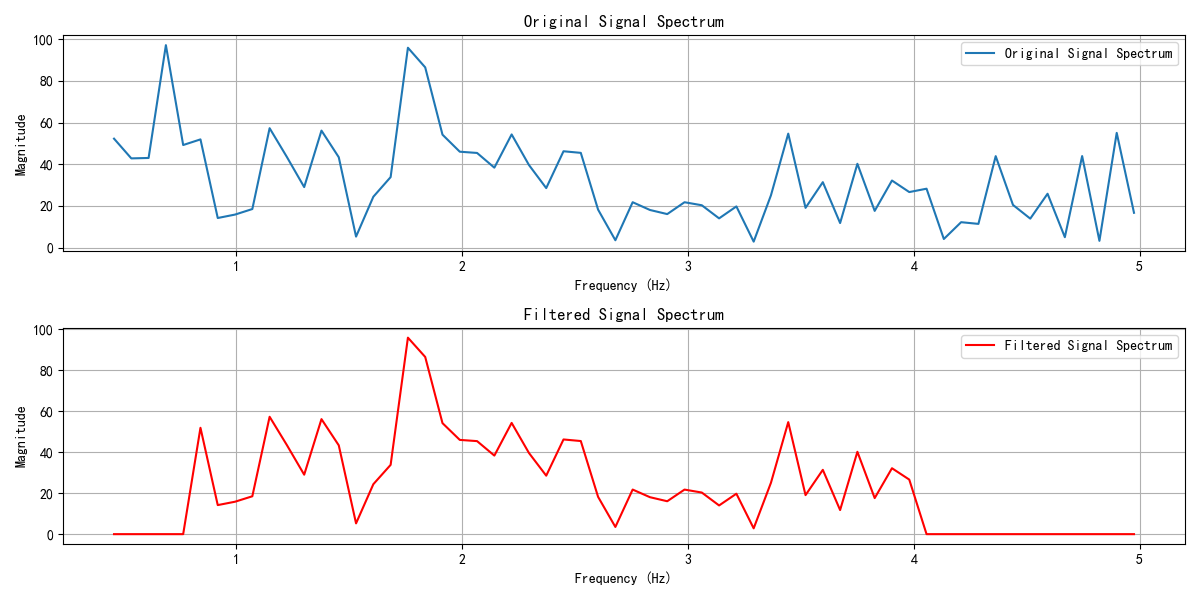 Original Signal Spectrum
100
80
60
40
20
0
Magnitude
Original Signal Spectrum
1
2
3
4
5
Frequency (Hz)
Filtered Signal Spectrum
100
80
60
40
20
0
Magnitude
Filtered Signal Spectrum
1
2
3
4
5
Frequency (Hz)